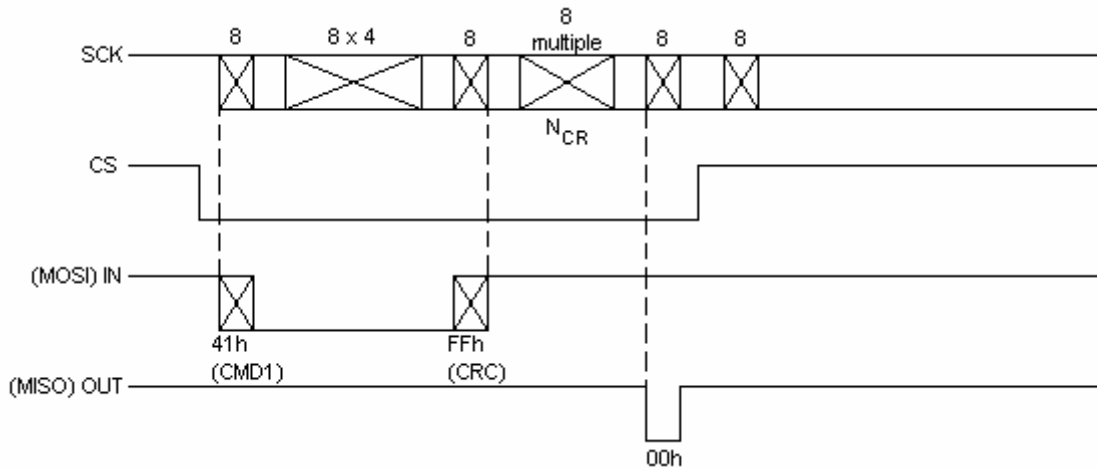 8
8 x 4
8
8
multiple
8
8
SCK
N_CR
CS
(MOSI) IN
41h
(CMD1)
FFh
(CRC)
(MISO) OUT
00h